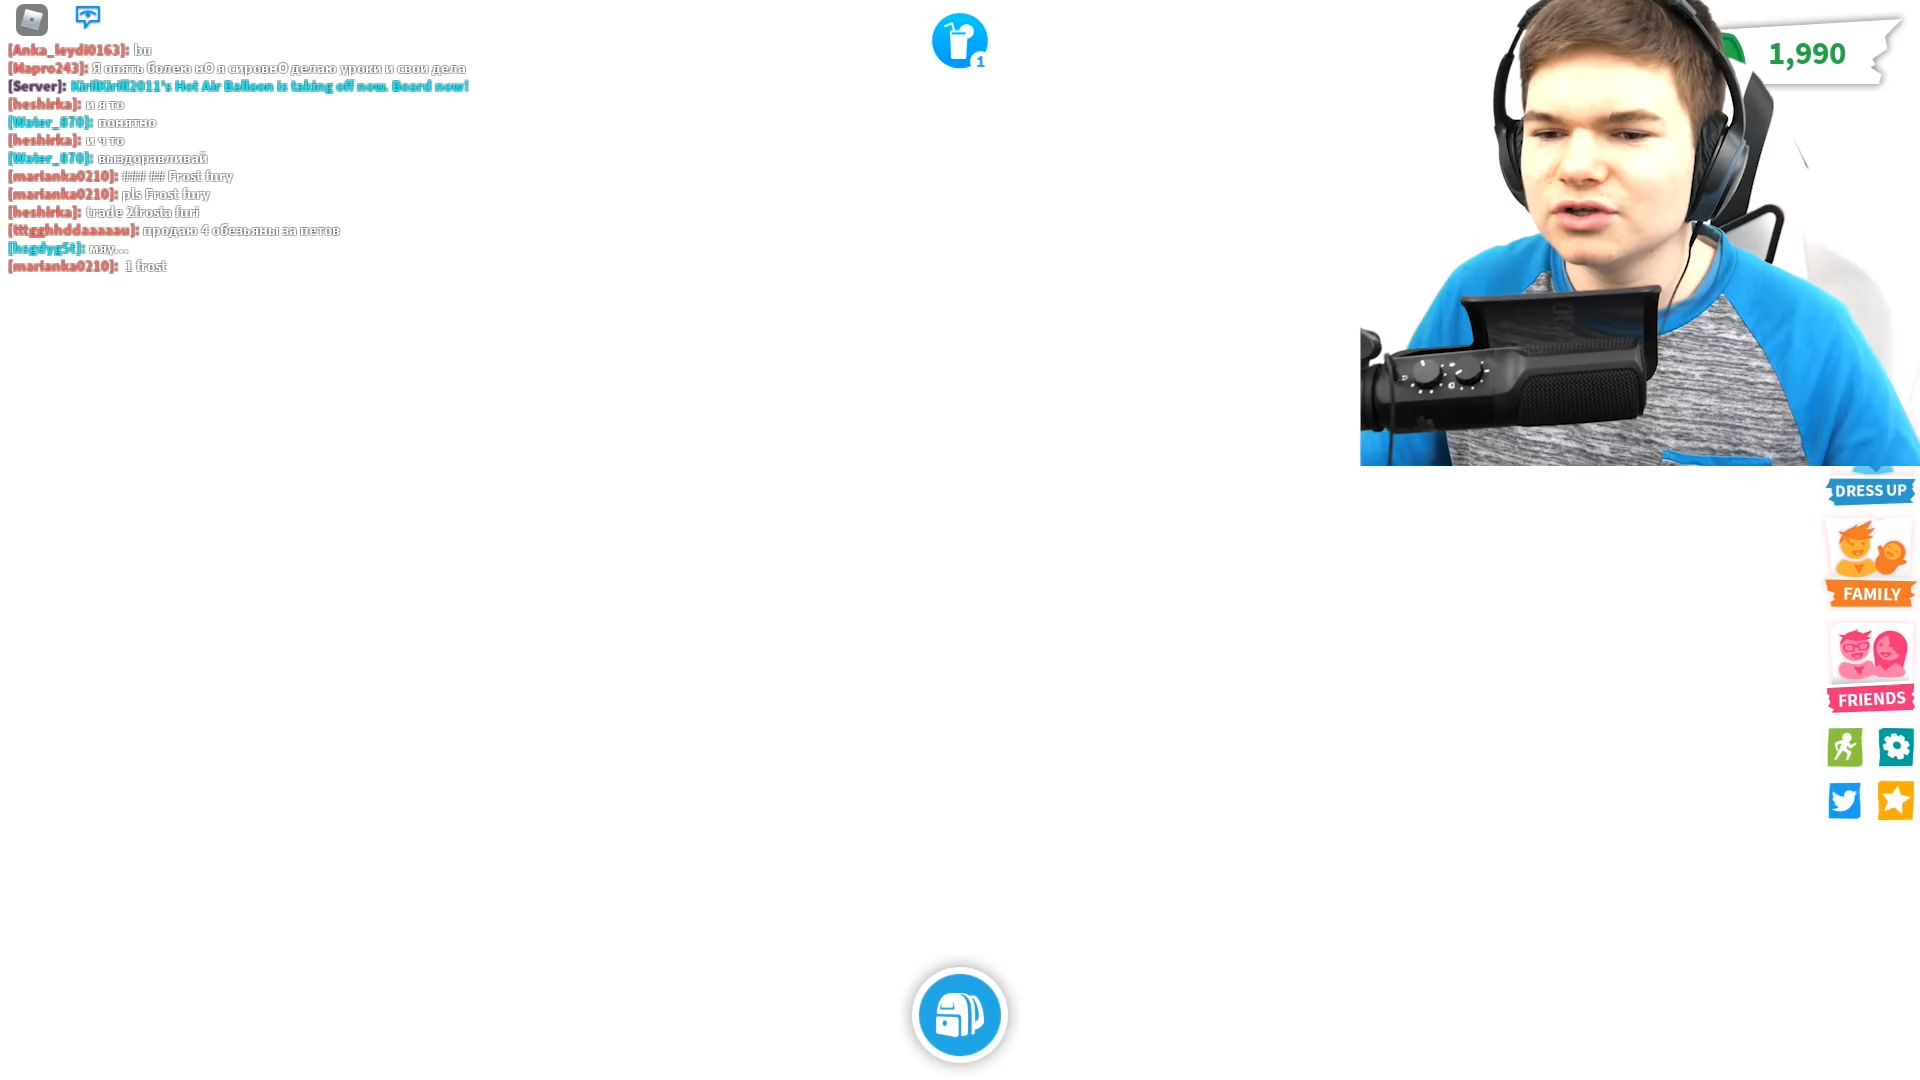 [Anka_leydi0163]: bu
[Mapro243]: Я опять болею нО я сировнО делаю уроки и свои дела
[Server]: KirilKirill2011's Hot Air Balloon is taking off now. Board now!
[heshirka]: и я то
[Water_870]: понятно
[heshirka]: и ч то
[Water_870]: выздоравливай
[marianka0210]: ### ## Frost fury
[marianka0210]: pls Frost fury
[heshirka]: trade 2frosta furi
[tttgghhddaaaaau]: продаю 4 обезьяны за петов
[hsgdyg5t]: мяу...
[marianka0210]: 1 frost
1
1,990
DRESS UP
FAMILY
FRIENDS